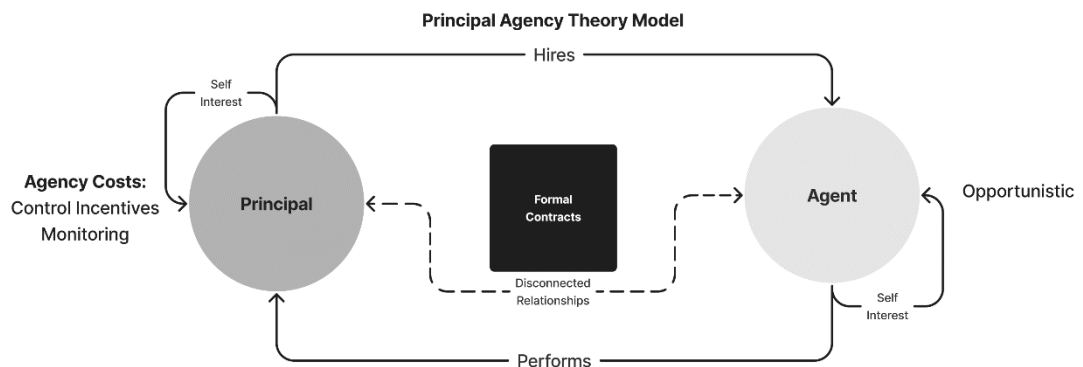 Principal Agency Theory Model
Hires
Self
Interest
Agency Costs:
Control Incentives
Monitoring
Principal
Formal
Contracts
Agent
Opportunistic
Disconnected
Relationships
Self
Interest
Performs